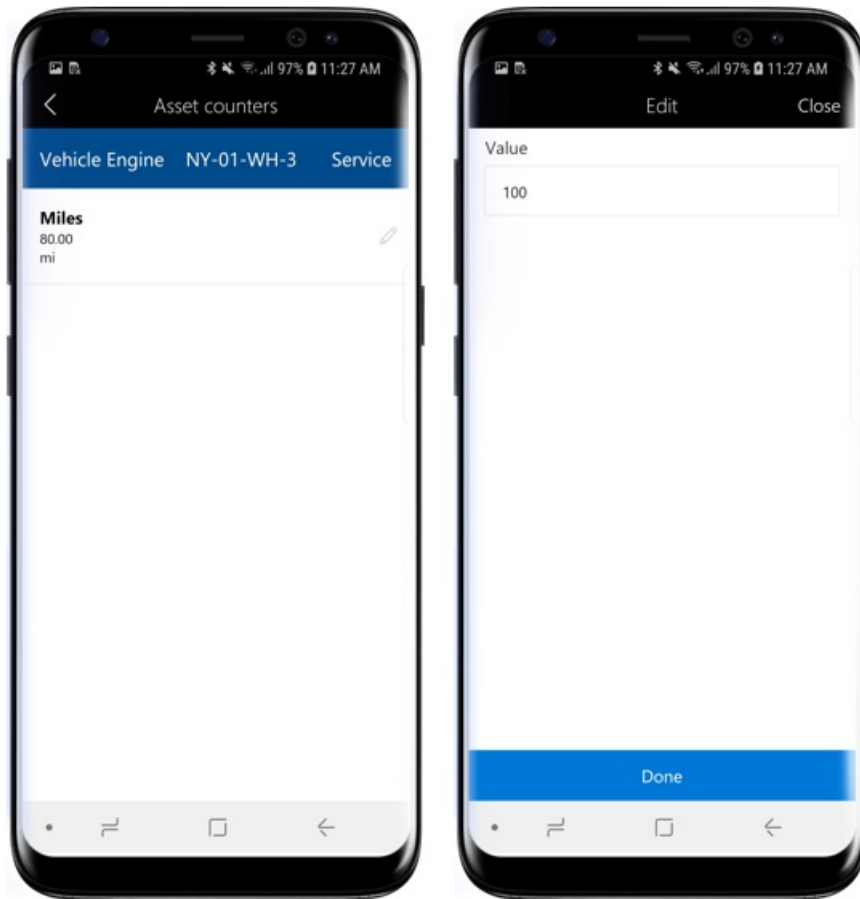 97% 11:27 AM
Asset counters
Vehicle Engine NY-01-WH-3 Service
Miles
80.00
mi
97% 11:27 AM
Edit Close
Value
100
Done